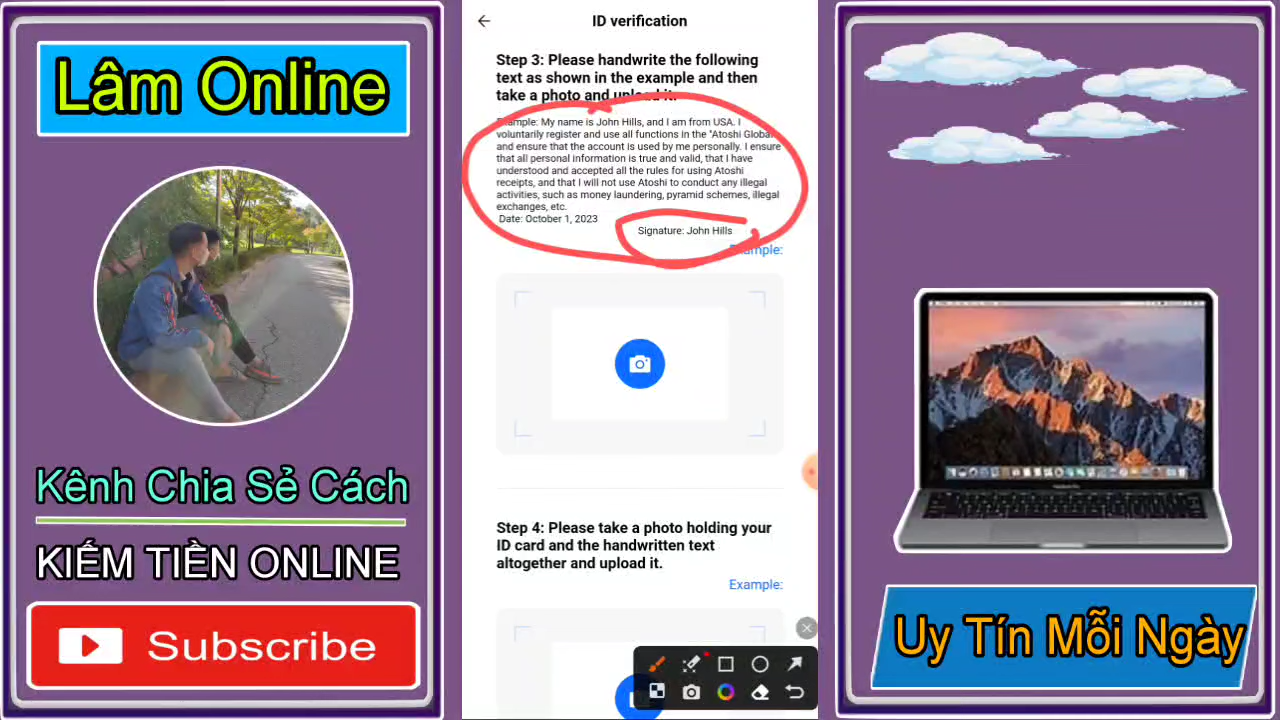 Lâm Online
Kênh Chia Sẻ Cách
KIẾM TIỀN ONLINE
Subscribe
ID verification
Step 3: Please handwrite the following
text as shown in the example and then
take a photo and upload it.
Example: My name is John Hills, and I am from USA. I
voluntarily register and use all functions in the "Atoshi Global
and ensure that the account is used by me personally. I ensure
that all personal information is true and valid, that I have
understood and accepted all the rules for using Atoshi
receipts, and that I will not use Atoshi to conduct any illegal
activities, such as money laundering, pyramid schemes, illegal
exchanges, etc.
Date: October 1, 2023
Signature: John Hills
Example:
Step 4: Please take a photo holding your
ID card and the handwritten text
altogether and upload it.
Example:
Uy Tín Mỗi Ngày